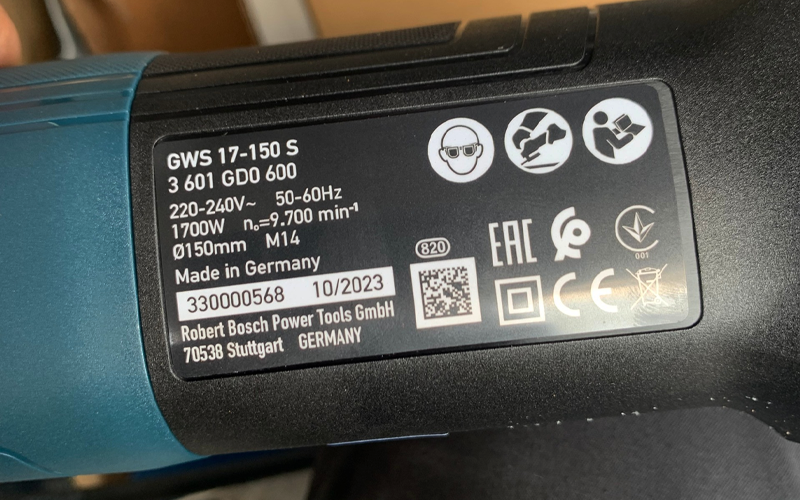 GWS 17-150 S
3 601 GD0 600
220-240V~ 50-60Hz
1700W n₀=9.700 min⁻¹
Ø150mm M14
Made in Germany
330000568 10/2023
Robert Bosch Power Tools GmbH
70538 Stuttgart GERMANY
820
EAC
001
CE